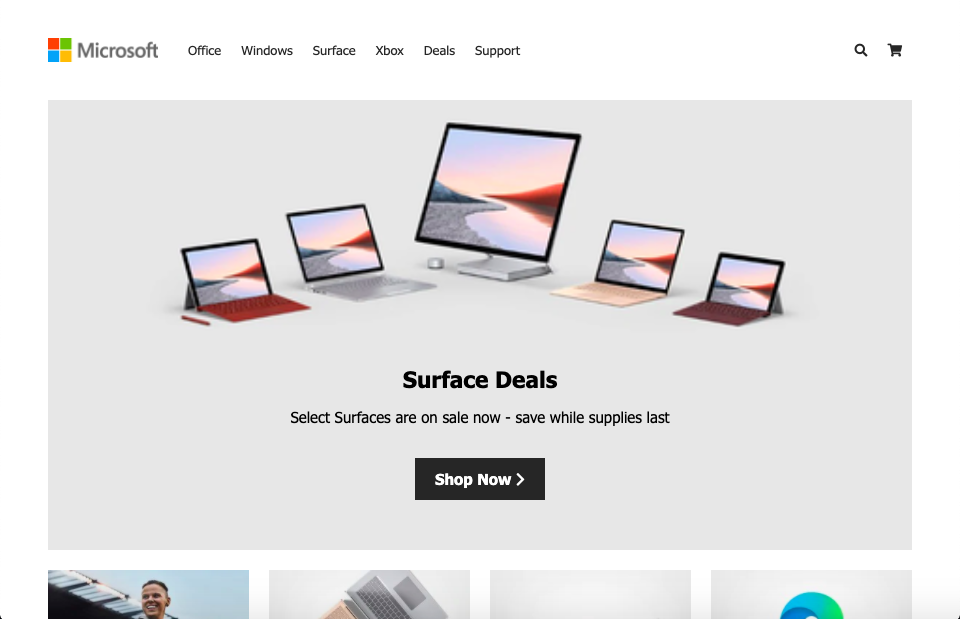 Microsoft Office Windows Surface Xbox Deals Support
Surface Deals
Select Surfaces are on sale now - save while supplies last
Shop Now